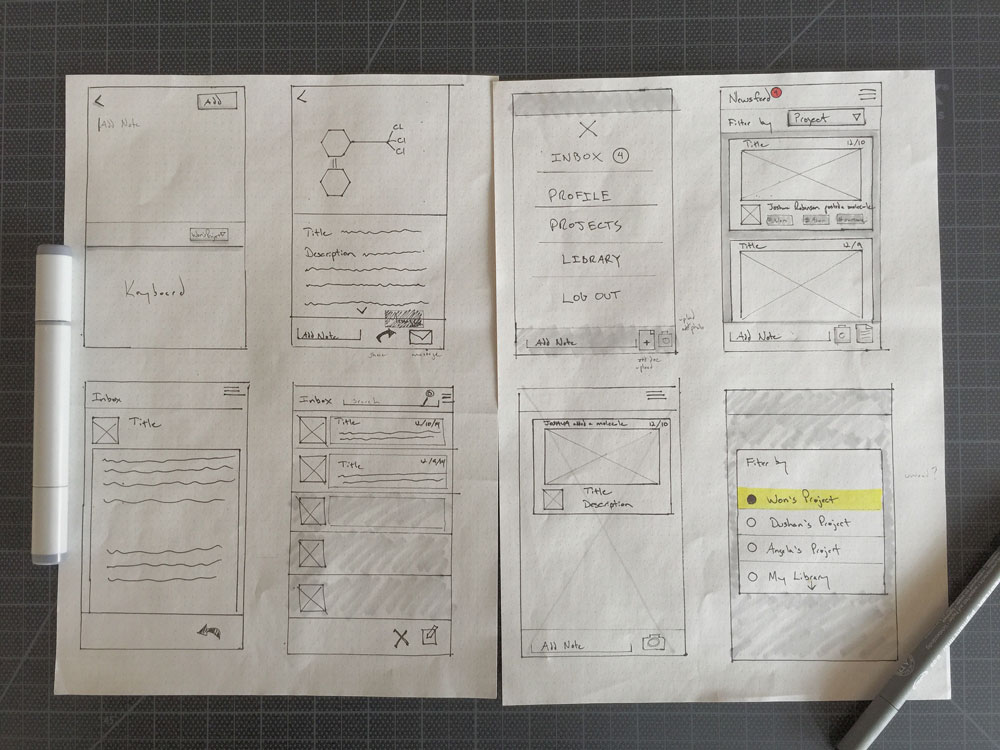 Add
Add Note
Keyboard
CL
Cl
Cl
Title
Description
Add Note
share
message
INBOX 4
PROFILE
PROJECTS
LIBRARY
LOG OUT
Add Note
upload
Newsfeed
Filter by Project
Title 12/10
Joshua Robinson posted a molecule
Title 12/9
Add Note
Inbox
Title
Inbox Search
Title 12/10/14
Title 12/9/14
JOSHUA added a molecule 12/10
Title
Description
Add Note
Filter by
Won's Project
Dushan's Project
Angela's Project
My Library
unread?